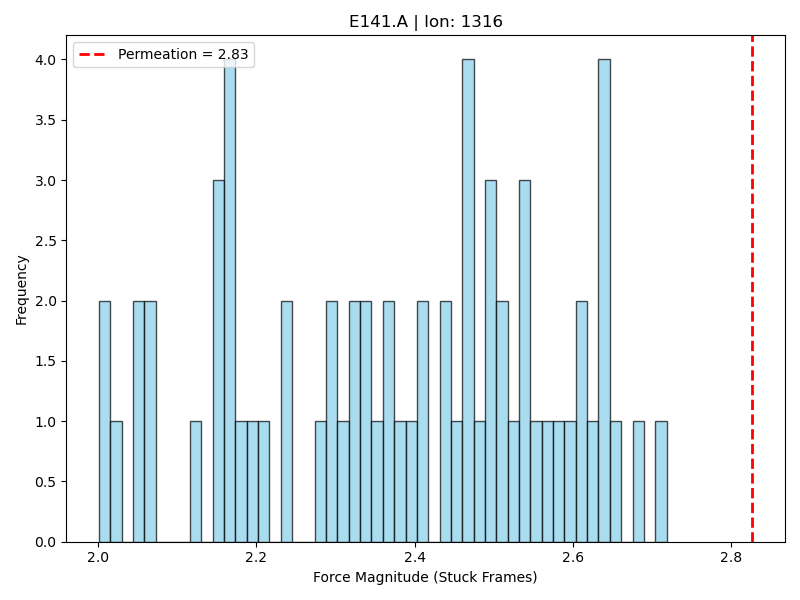 E141.A | Ion: 1316
Permeation = 2.83
4.0
3.5
3.0
2.5
2.0
1.5
1.0
0.5
0.0
Frequency
2.0 2.2 2.4 2.6 2.8
Force Magnitude (Stuck Frames)